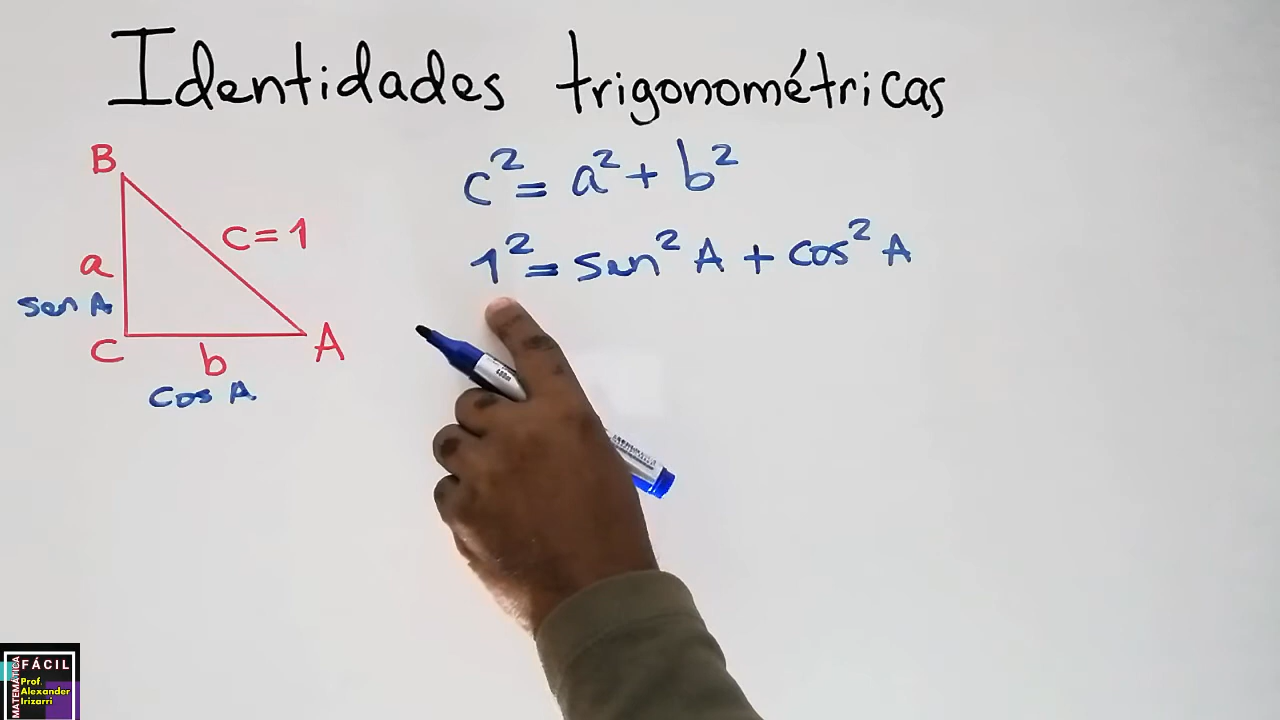 Identidades trigonométricas
B
c = 1
a
sen A
C
b
A
cos A
c² = a² + b²
1² = sen² A + cos² A
MATEMÁTICA
FÁCIL
Prof.
Alexander
Irizarri